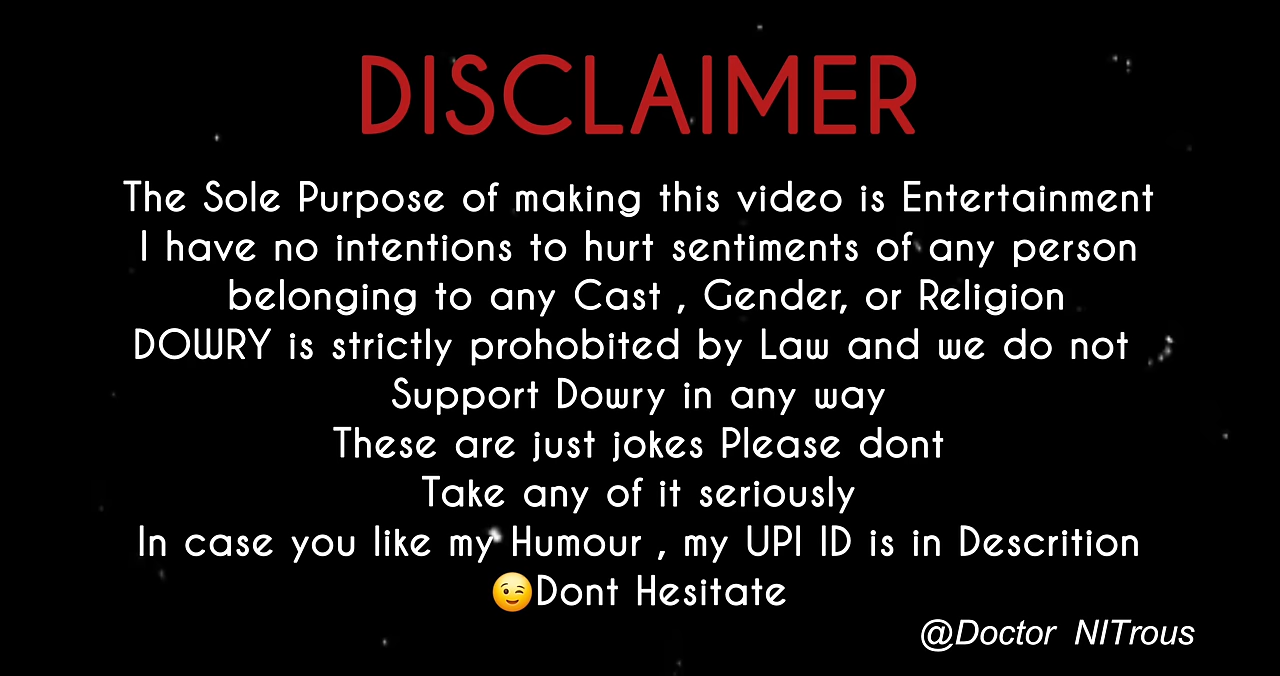 DISCLAIMER
The Sole Purpose of making this video is Entertainment
I have no intentions to hurt sentiments of any person
belonging to any Cast , Gender, or Religion
DOWRY is strictly prohobited by Law and we do not
Support Dowry in any way
These are just jokes Please dont
Take any of it seriously
In case you like my Humour , my UPI ID is in Descrition
😉Dont Hesitate
@Doctor NITrous